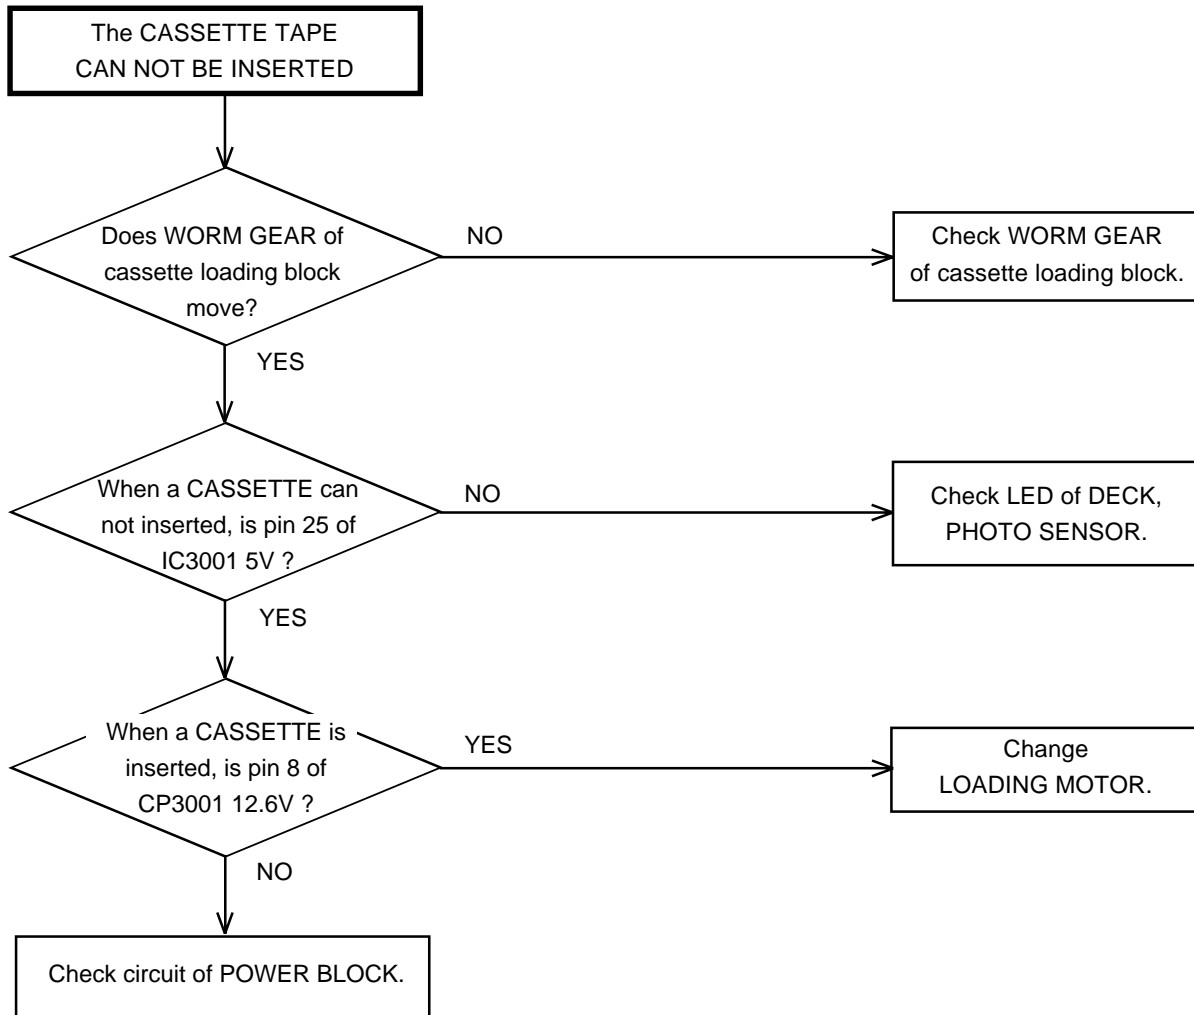 The CASSETTE TAPE
CAN NOT BE INSERTED
Does WORM GEAR of
cassette loading block
move?
NO
Check WORM GEAR
of cassette loading block.
YES
When a CASSETTE can
not inserted, is pin 25 of
IC3001 5V ?
NO
Check LED of DECK,
PHOTO SENSOR.
YES
When a CASSETTE is
inserted, is pin 8 of
CP3001 12.6V ?
YES
Change
LOADING MOTOR.
NO
Check circuit of POWER BLOCK.